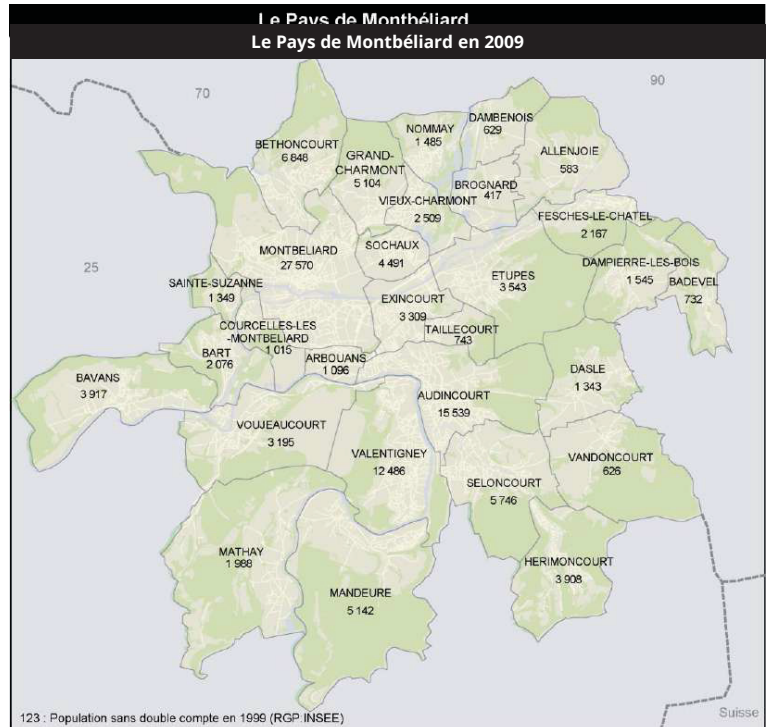 Le Pays de Montbéliard
Le Pays de Montbéliard en 2009
70
90
25
BETHONCOURT
6 848
GRAND-
CHARMONT
5 104
NOMMAY
1 485
DAMBENOIS
629
ALLENJOIE
583
BROGNARD
417
VIEUX-CHARMONT
2 509
FESCHES-LE-CHATEL
2 167
MONTBELIARD
27 570
SOCHAUX
4 491
ETUPES
3 543
DAMPIERRE-LES-BOIS
1 545
BADEVEL
732
SAINTE-SUZANNE
1 349
EXINCOURT
3 309
TAILLECOURT
743
COURCELLES-LES
-MONTBELIARD
1 015
BART
2 076
ARBOUANS
1 096
BAVANS
3 917
AUDINCOURT
15 539
DASLE
1 343
VOUJEAUCOURT
3 195
VALENTIGNEY
12 486
SELONCOURT
5 746
VANDONCOURT
626
MATHAY
1 988
MANDEURE
5 142
HERIMONCOURT
3 908
123 : Population sans double compte en 1999 (RGP:INSEE)
Suisse